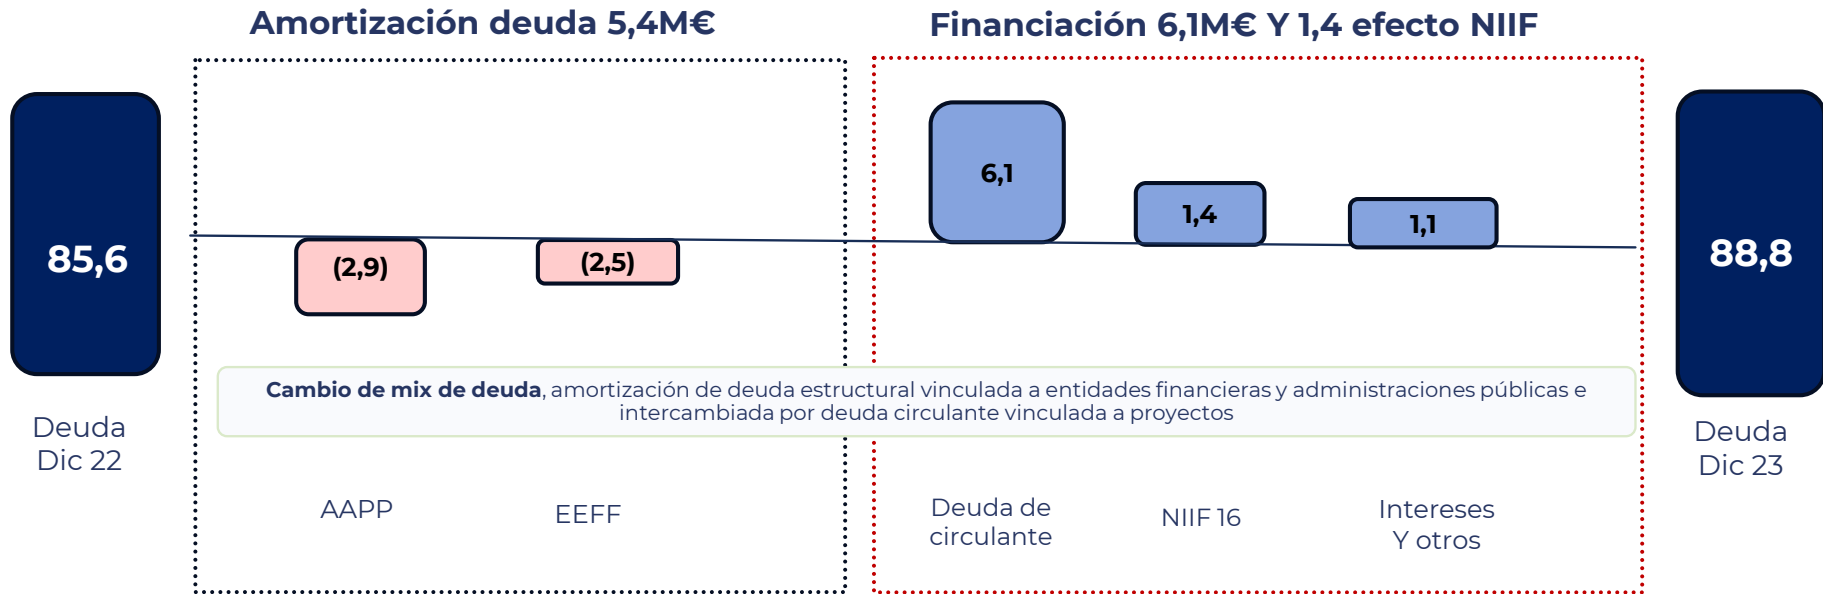 Amortización deuda 5,4M€
Financiación 6,1M€ Y 1,4 efecto NIIF
85,6
(2,9)
(2,5)
6,1
1,4
1,1
88,8
Cambio de mix de deuda, amortización de deuda estructural vinculada a entidades financieras y administraciones públicas e
intercambiada por deuda circulante vinculada a proyectos
Deuda
Dic 22
AAPP
EEFF
Deuda de
circulante
NIIF 16
Intereses
Y otros
Deuda
Dic 23